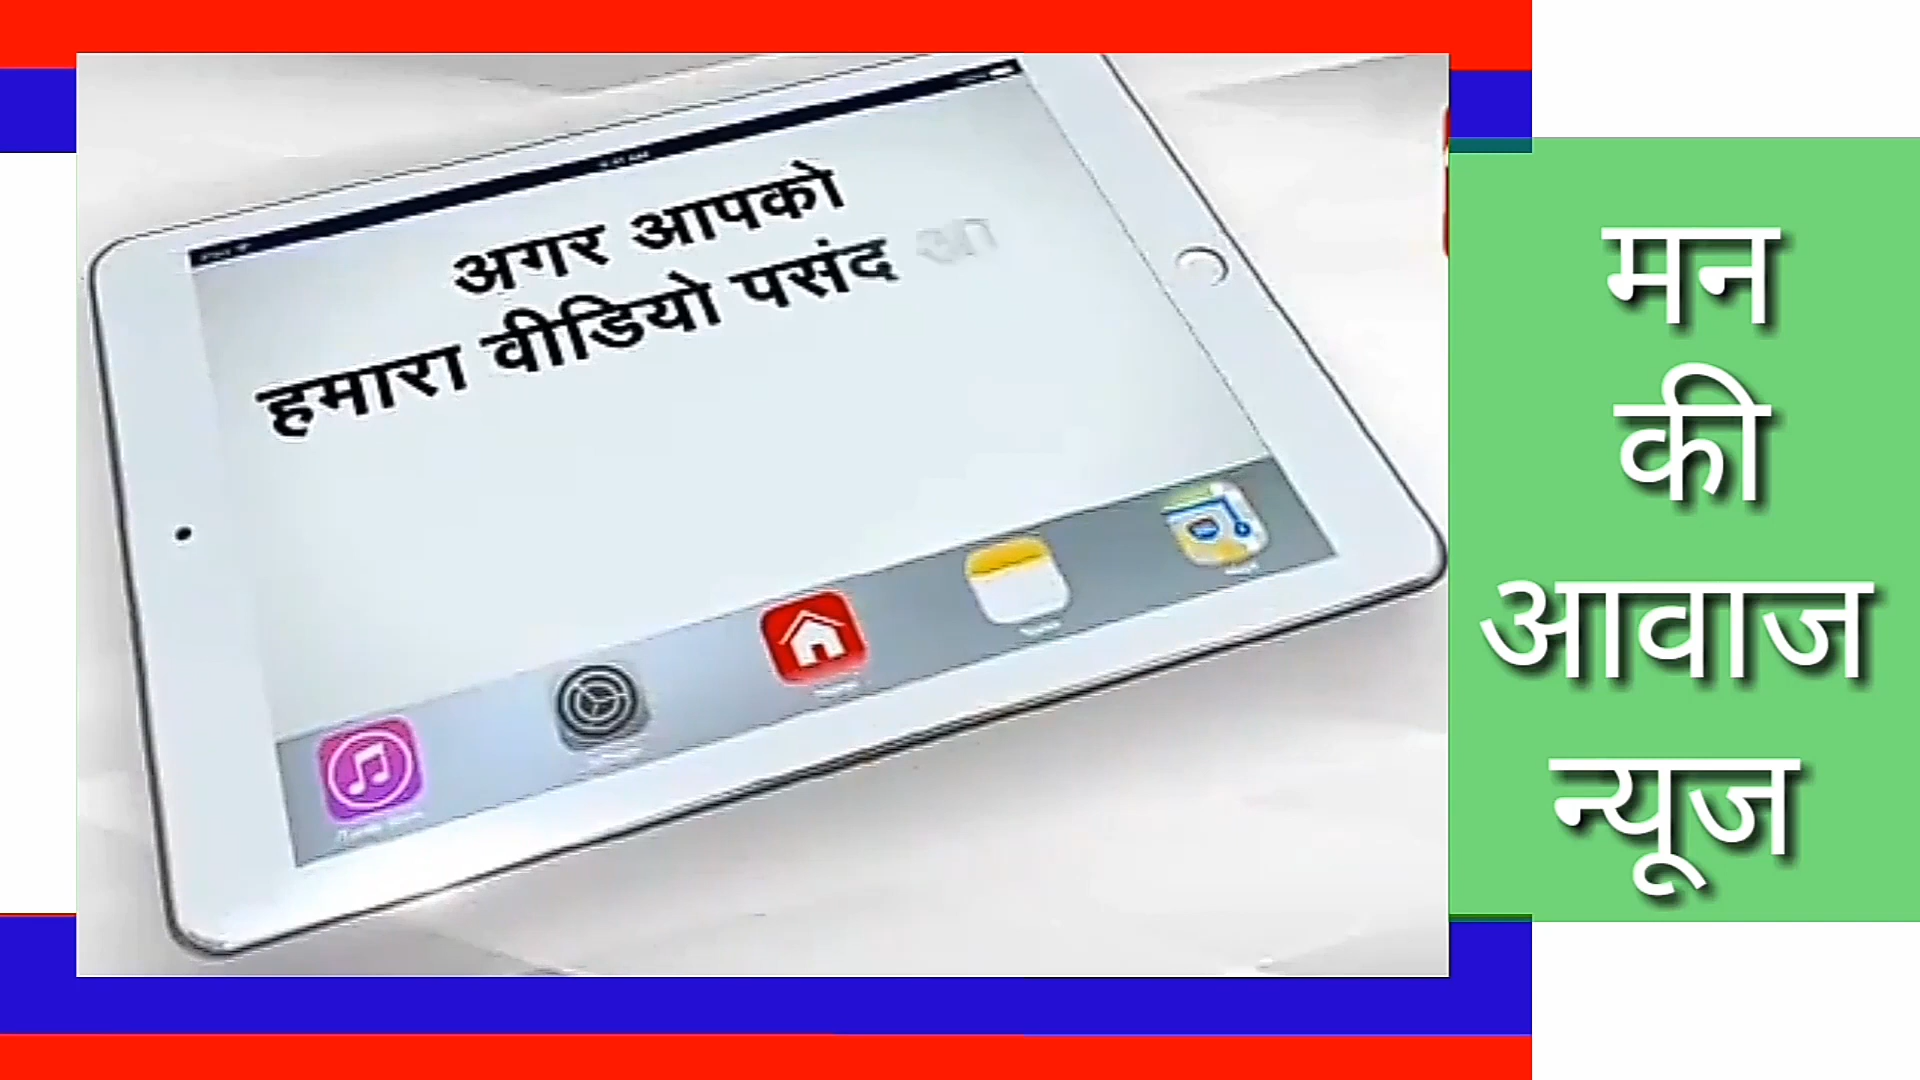 अगर आपको
हमारा वीडियो पसंद
मन
की
आवाज
न्यूज